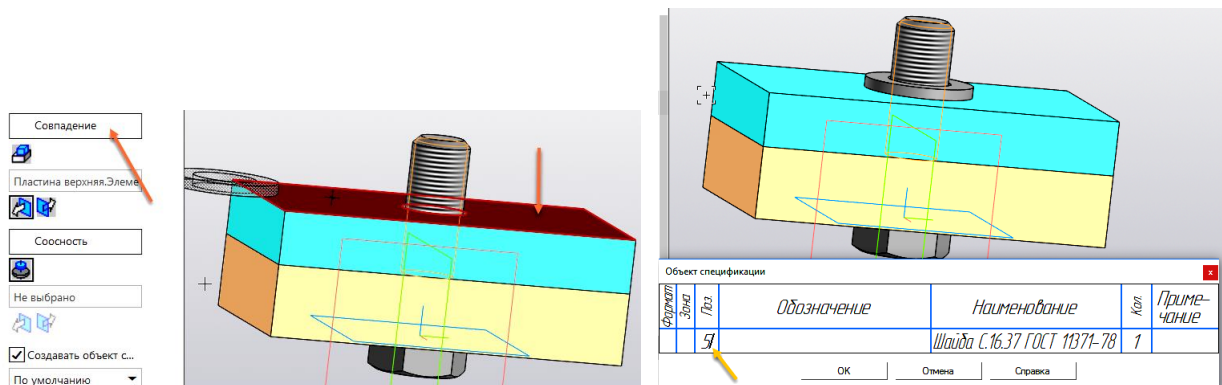 Совпадение
Пластина верхняя.Элеме
Соосность
Не выбрано
Создавать объект с...
По умолчанию
Объект спецификации
x
Формат
Зона
Поз.
Обозначение
Наименование
Кол.
Приме-
чание
5
Шайба С.16.37 ГОСТ 11371-78
1
ОК
Отмена
Справка